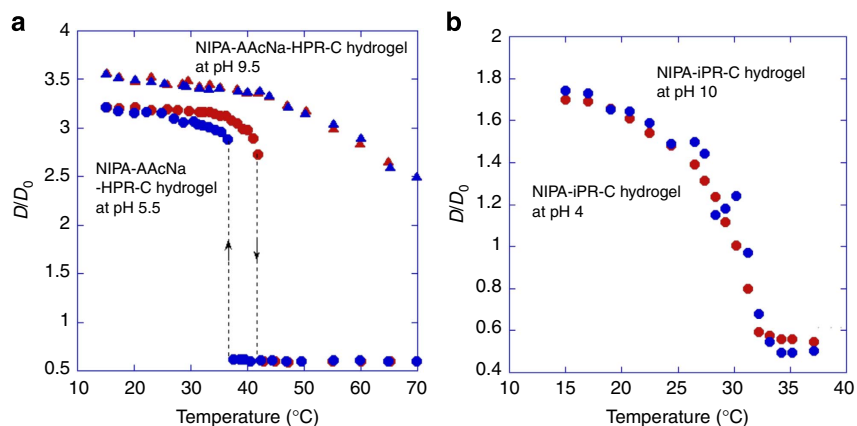 a
NIPA-AAcNa-HPR-C hydrogel
at pH 9.5
NIPA-AAcNa
-HPR-C hydrogel
at pH 5.5
D/D0
4
3.5
3
2.5
2
1.5
1
0.5
10 20 30 40 50 60 70
Temperature (°C)
b
NIPA-iPR-C hydrogel
at pH 10
NIPA-iPR-C hydrogel
at pH 4
D/D0
2
1.8
1.6
1.4
1.2
1
0.8
0.6
0.4
10 15 20 25 30 35 40
Temperature (°C)